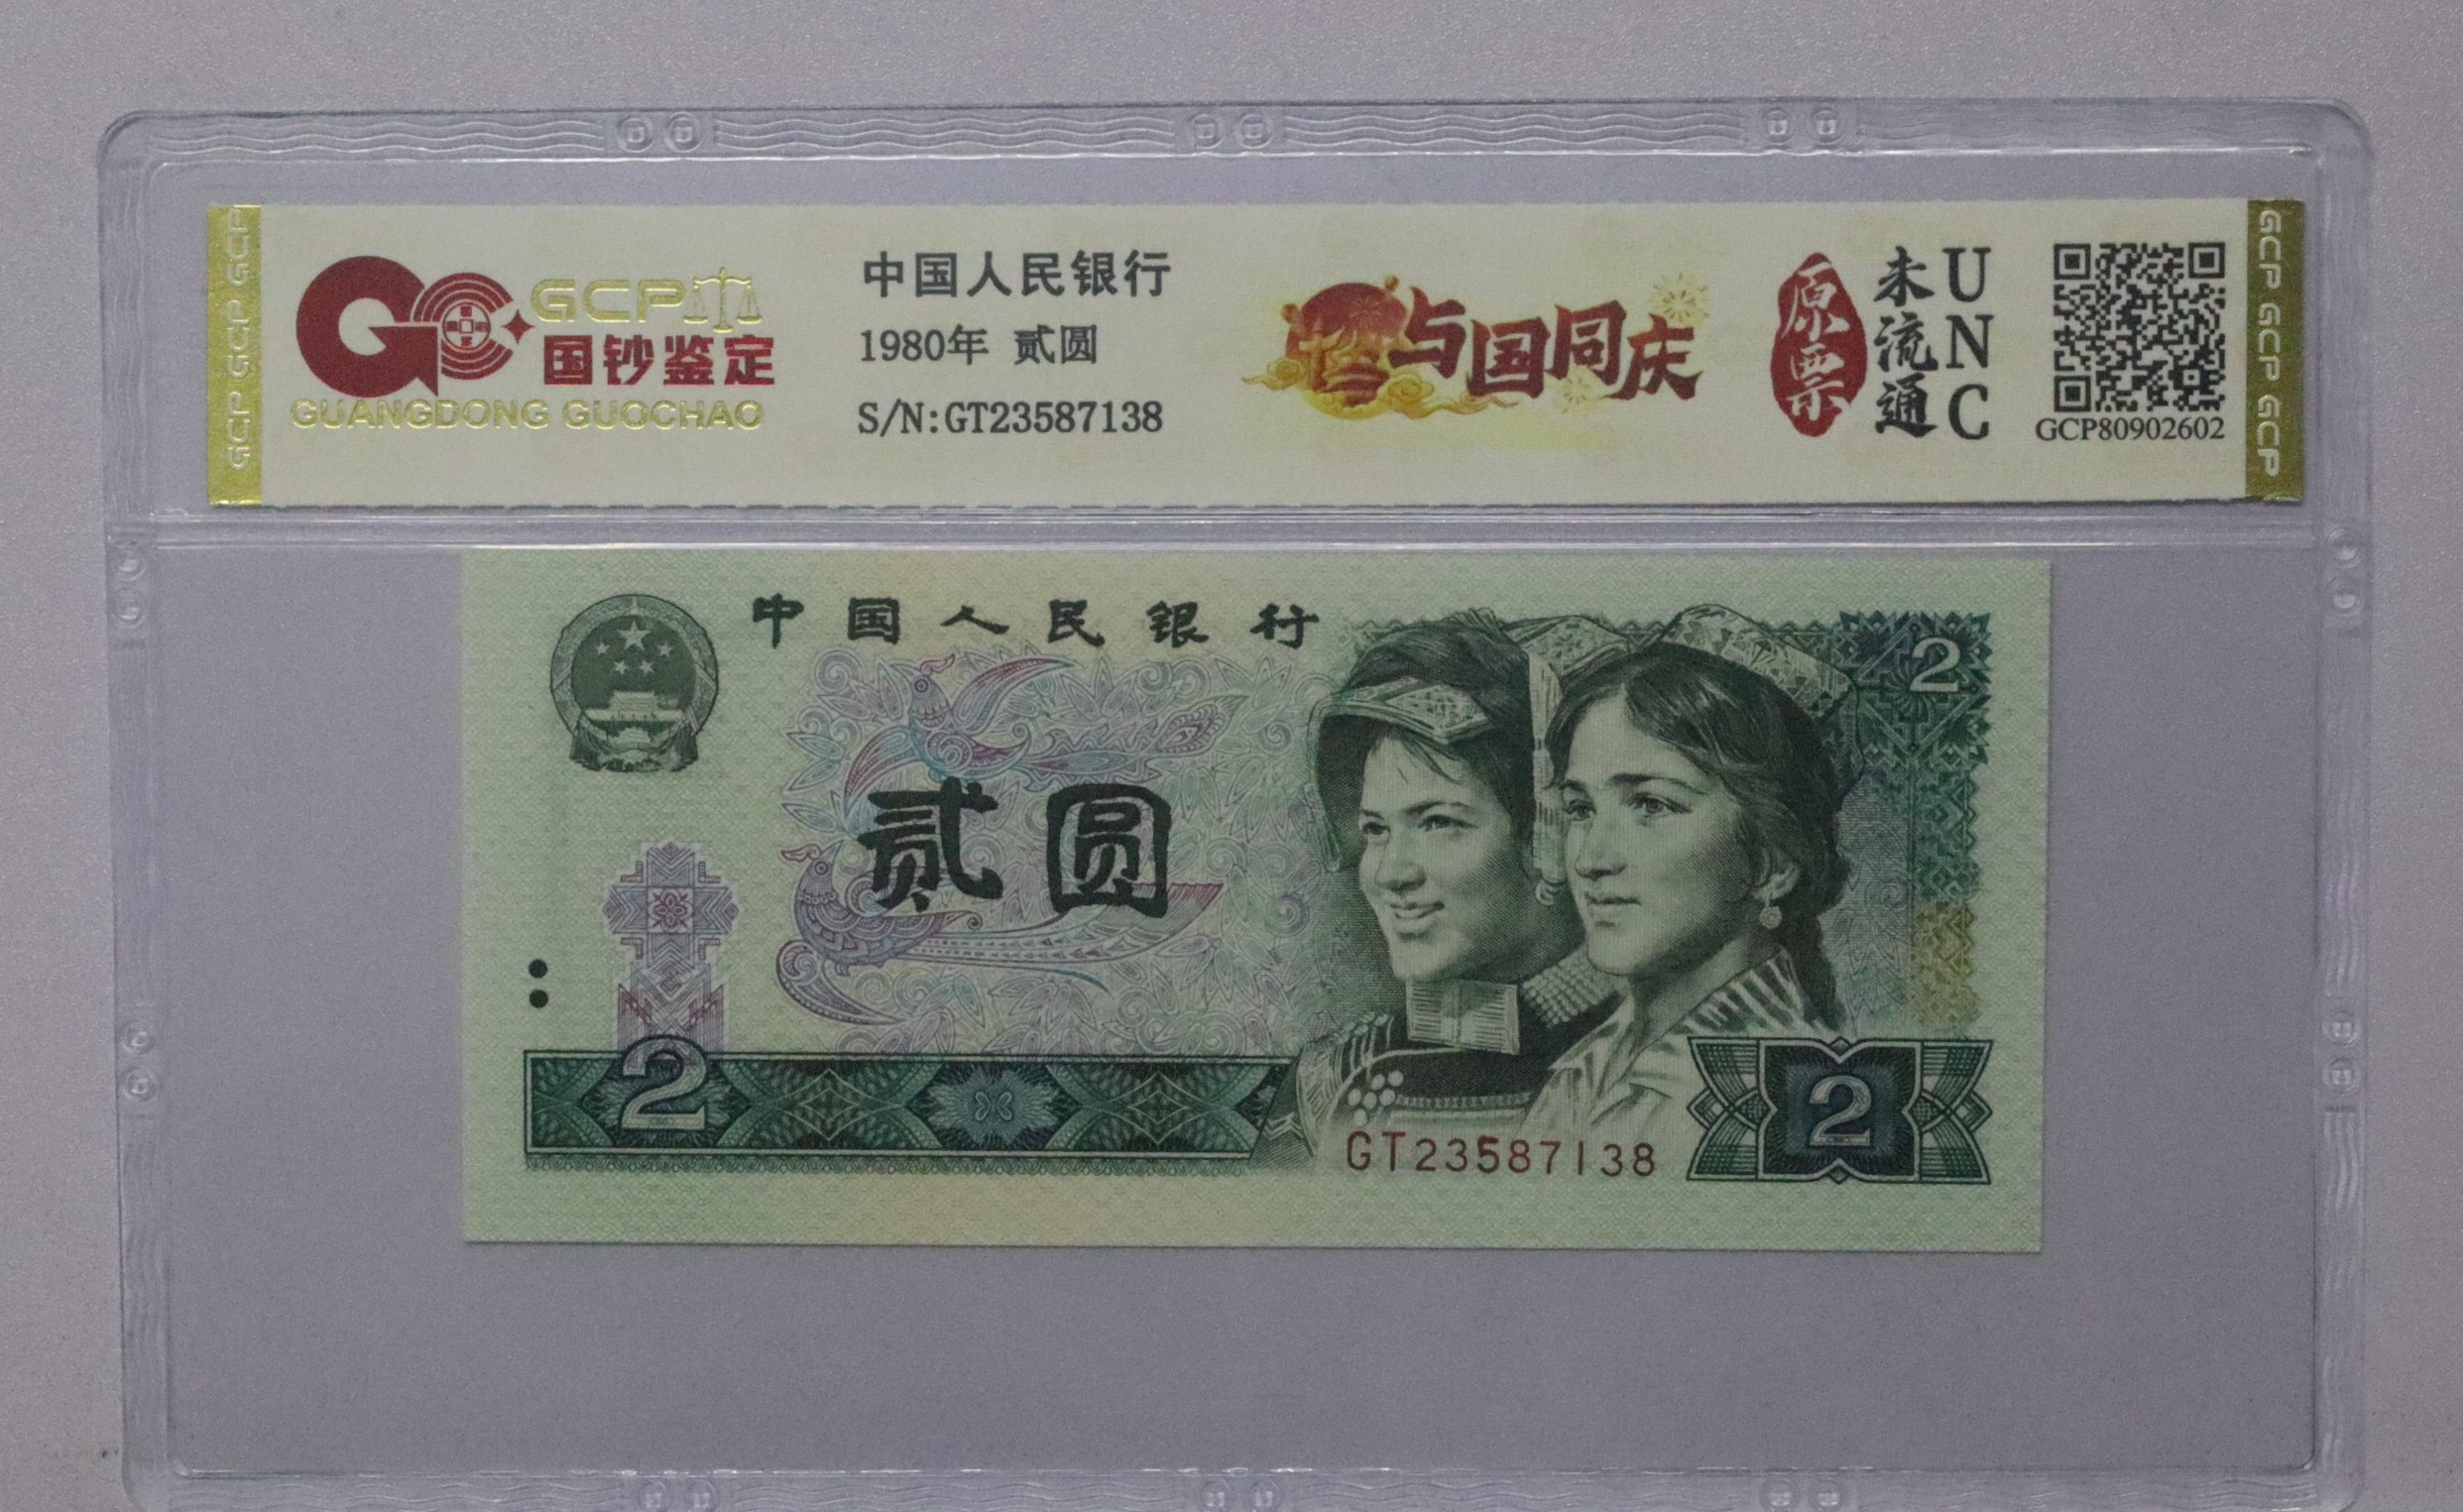 GCP GCP GCP GCP
GCP
国钞鉴定
GUANGDONG GUOCHAO
中国人民银行
1980年 贰圆
S/N:GT23587138
与国同庆
原票
未流通
UNC
GCP80902602
GCP GCP GCP GCP
中国人民银行
2
贰圆
2
GT23587138
2